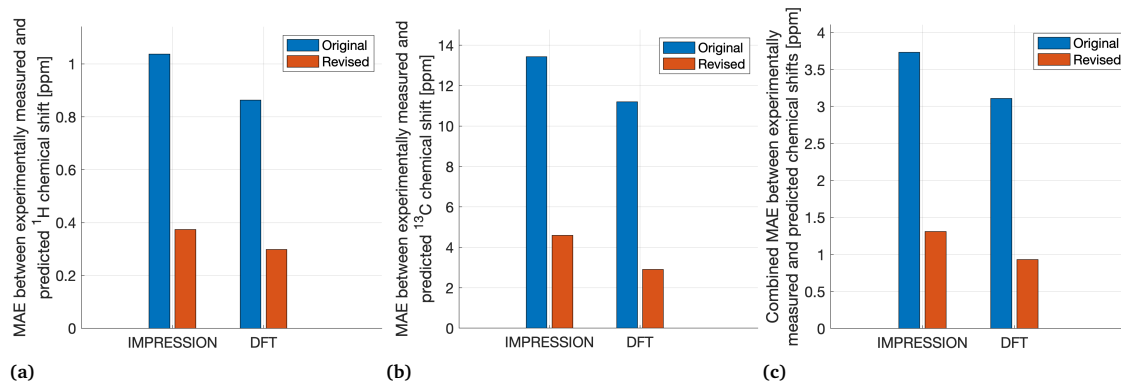 MAE between experimentally measured and
predicted ¹H chemical shift [ppm]
1
0.8
0.6
0.4
0.2
0
Original
Revised
IMPRESSION DFT
(a)
MAE between experimentally measured and
predicted ¹³C chemical shift [ppm]
14
12
10
8
6
4
2
0
Original
Revised
IMPRESSION DFT
(b)
Combined MAE between experimentally
measured and predicted chemical shifts [ppm]
4
3.5
3
2.5
2
1.5
1
0.5
0
Original
Revised
IMPRESSION DFT
(c)